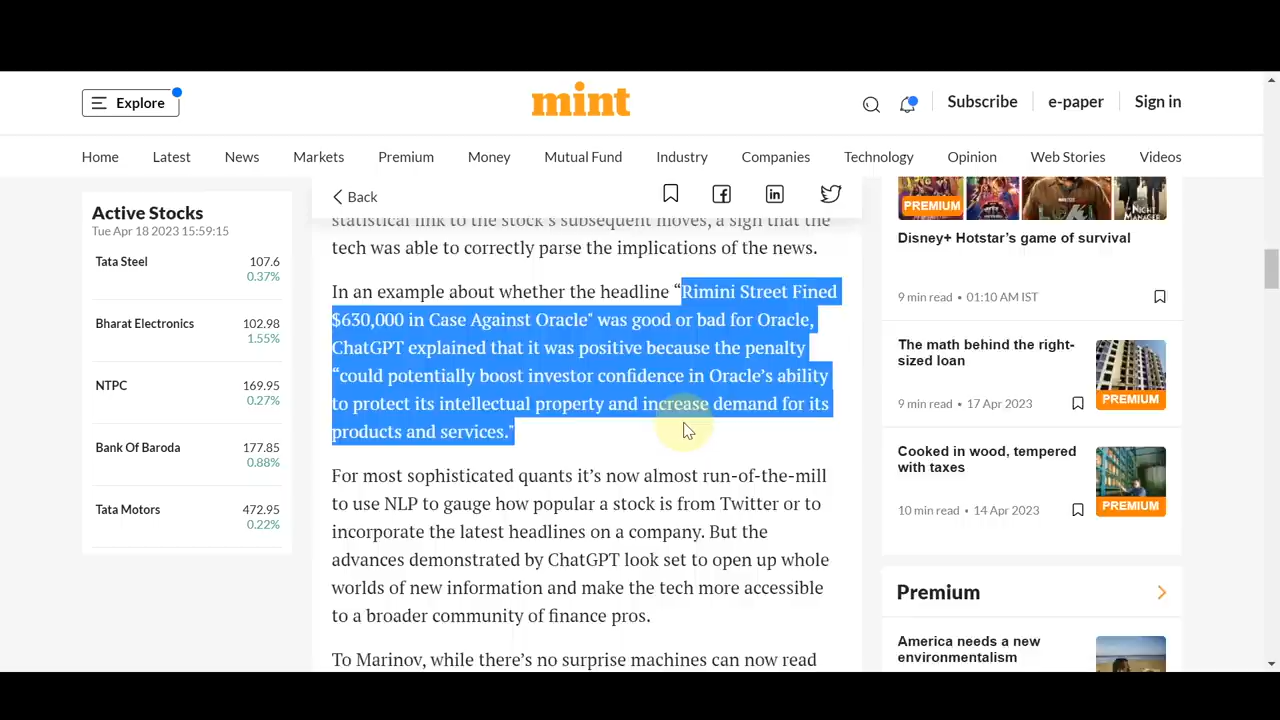 Explore
mint
Subscribe
e-paper
Sign in
Home
Latest
News
Markets
Premium
Money
Mutual Fund
Industry
Companies
Technology
Opinion
Web Stories
Videos
Active Stocks
Tue Apr 18 2023 15:59:15
Tata Steel
107.6
0.37%
Bharat Electronics
102.98
1.55%
NTPC
169.95
0.27%
Bank Of Baroda
177.85
0.88%
Tata Motors
472.95
0.22%
Back
statistical link to the stock's subsequent moves, a sign that the
tech was able to correctly parse the implications of the news.
In an example about whether the headline “Rimini Street Fined
$630,000 in Case Against Oracle" was good or bad for Oracle,
ChatGPT explained that it was positive because the penalty
“could potentially boost investor confidence in Oracle’s ability
to protect its intellectual property and increase demand for its
products and services."
For most sophisticated quants it’s now almost run-of-the-mill
to use NLP to gauge how popular a stock is from Twitter or to
incorporate the latest headlines on a company. But the
advances demonstrated by ChatGPT look set to open up whole
worlds of new information and make the tech more accessible
to a broader community of finance pros.
To Marinov, while there’s no surprise machines can now read
PREMIUM
NIGHT
MANAGER
Disney+ Hotstar’s game of survival
9 min read • 01:10 AM IST
The math behind the right-
sized loan
PREMIUM
9 min read • 17 Apr 2023
Cooked in wood, tempered
with taxes
PREMIUM
10 min read • 14 Apr 2023
Premium
America needs a new
environmentalism